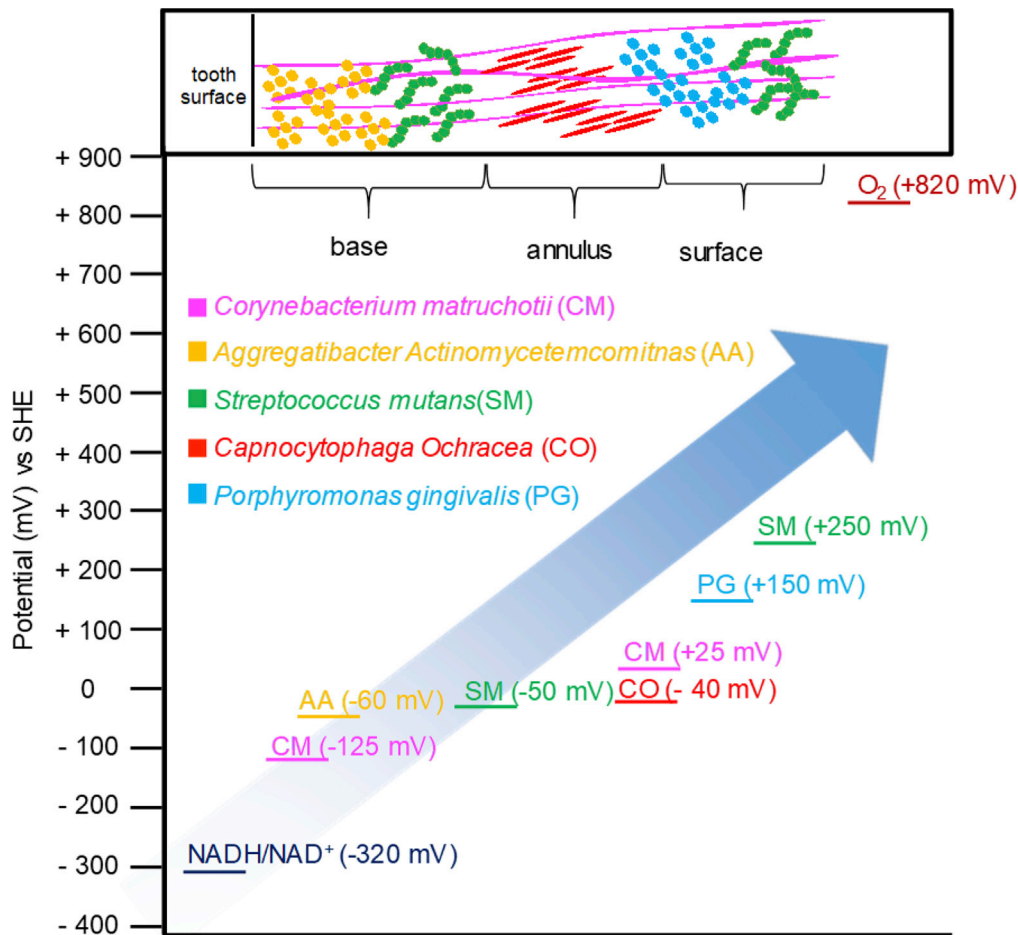 tooth
surface
+ 900
+ 800
+ 700
+ 600
+ 500
+ 400
+ 300
+ 200
+ 100
0
- 100
- 200
- 300
- 400
Potential (mV) vs SHE
base
annulus
surface
O₂ (+820 mV)
Corynebacterium matruchotii (CM)
Aggregatibacter Actinomycetemcomitnas (AA)
Streptococcus mutans(SM)
Capnocytophaga Ochracea (CO)
Porphyromonas gingivalis (PG)
SM (+250 mV)
PG (+150 mV)
CM (+25 mV)
AA (-60 mV)
SM (-50 mV)
CO (- 40 mV)
CM (-125 mV)
NADH/NAD⁺ (-320 mV)